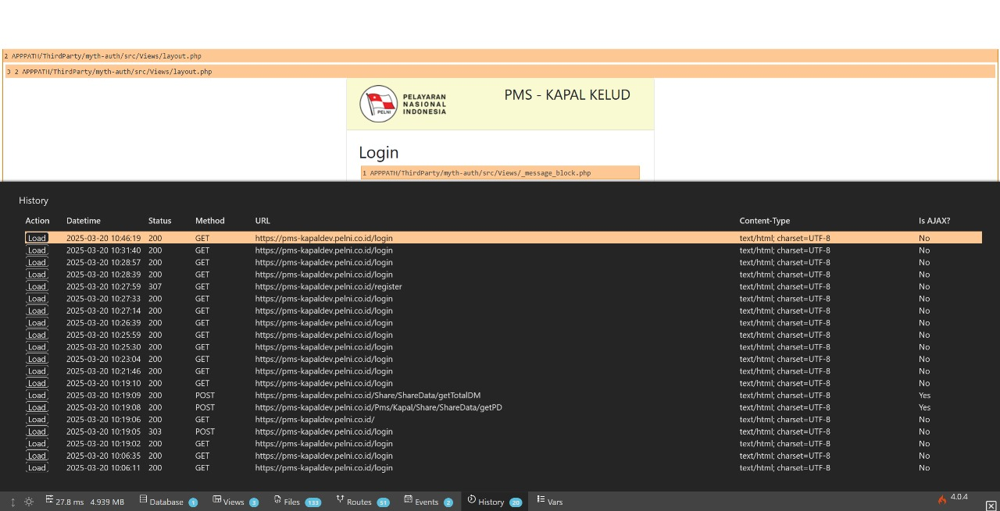 2 APPPATH/ThirdParty/myth-auth/src/Views/layout.php
3 2 APPPATH/ThirdParty/myth-auth/src/Views/layout.php
PELNI
PELAYARAN
NASIONAL
INDONESIA
PMS - KAPAL KELUD
Login
1 APPPATH/ThirdParty/myth-auth/src/Views/_message_block.php
History
Action Datetime Status Method URL Content-Type Is AJAX?
Load 2025-03-20 10:46:19 200 GET https://pms-kapaldev.pelni.co.id/login text/html; charset=UTF-8 No
Load 2025-03-20 10:31:40 200 GET https://pms-kapaldev.pelni.co.id/login text/html; charset=UTF-8 No
Load 2025-03-20 10:28:57 200 GET https://pms-kapaldev.pelni.co.id/login text/html; charset=UTF-8 No
Load 2025-03-20 10:28:39 200 GET https://pms-kapaldev.pelni.co.id/login text/html; charset=UTF-8 No
Load 2025-03-20 10:27:59 307 GET https://pms-kapaldev.pelni.co.id/register text/html; charset=UTF-8 No
Load 2025-03-20 10:27:33 200 GET https://pms-kapaldev.pelni.co.id/login text/html; charset=UTF-8 No
Load 2025-03-20 10:27:14 200 GET https://pms-kapaldev.pelni.co.id/login text/html; charset=UTF-8 No
Load 2025-03-20 10:26:39 200 GET https://pms-kapaldev.pelni.co.id/login text/html; charset=UTF-8 No
Load 2025-03-20 10:25:59 200 GET https://pms-kapaldev.pelni.co.id/login text/html; charset=UTF-8 No
Load 2025-03-20 10:25:30 200 GET https://pms-kapaldev.pelni.co.id/login text/html; charset=UTF-8 No
Load 2025-03-20 10:23:04 200 GET https://pms-kapaldev.pelni.co.id/login text/html; charset=UTF-8 No
Load 2025-03-20 10:21:46 200 GET https://pms-kapaldev.pelni.co.id/login text/html; charset=UTF-8 No
Load 2025-03-20 10:19:10 200 GET https://pms-kapaldev.pelni.co.id/login text/html; charset=UTF-8 No
Load 2025-03-20 10:19:09 200 POST https://pms-kapaldev.pelni.co.id/Share/ShareData/getTotalDM text/html; charset=UTF-8 Yes
Load 2025-03-20 10:19:08 200 POST https://pms-kapaldev.pelni.co.id/Pms/Kapal/Share/ShareData/getPD text/html; charset=UTF-8 Yes
Load 2025-03-20 10:19:06 200 GET https://pms-kapaldev.pelni.co.id/ text/html; charset=UTF-8 No
Load 2025-03-20 10:19:05 303 POST https://pms-kapaldev.pelni.co.id/login text/html; charset=UTF-8 No
Load 2025-03-20 10:19:02 200 GET https://pms-kapaldev.pelni.co.id/login text/html; charset=UTF-8 No
Load 2025-03-20 10:06:35 200 GET https://pms-kapaldev.pelni.co.id/login text/html; charset=UTF-8 No
Load 2025-03-20 10:06:11 200 GET https://pms-kapaldev.pelni.co.id/login text/html; charset=UTF-8 No
27.8 ms 4.939 MB Database 1 Views 3 Files 133 Routes 51 Events 2 History 20 Vars 4.0.4